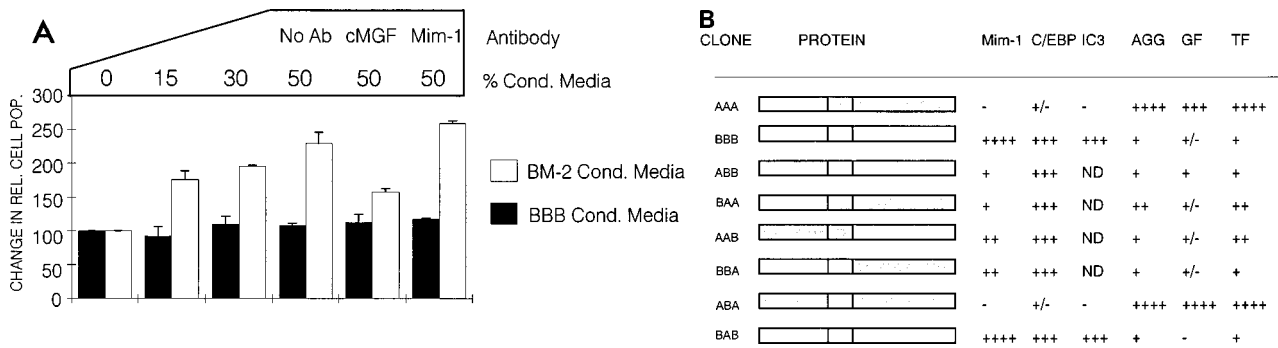 A
No Ab cMGF Mim-1 Antibody
0 15 30 50 50 50 % Cond. Media
CHANGE IN REL. CELL POP.
300
250
200
150
100
50
0
BM-2 Cond. Media
BBB Cond. Media
B
CLONE PROTEIN Mim-1 C/EBP IC3 AGG GF TF
AAA - +/- - ++++ +++ ++++
BBB ++++ +++ +++ + +/- +
ABB + +++ ND + + +
BAA + +++ ND ++ +/- ++
AAB ++ +++ ND + +/- ++
BBA ++ +++ ND + +/- +
ABA - +/- - ++++ ++++ ++++
BAB ++++ +++ +++ + - +